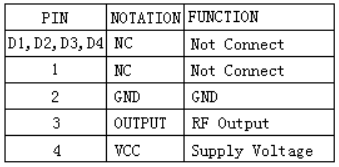 PIN NOTATION FUNCTION
D1,D2,D3,D4 NC Not Connect
1 NC Not Connect
2 GND GND
3 OUTPUT RF Output
4 VCC Supply Voltage